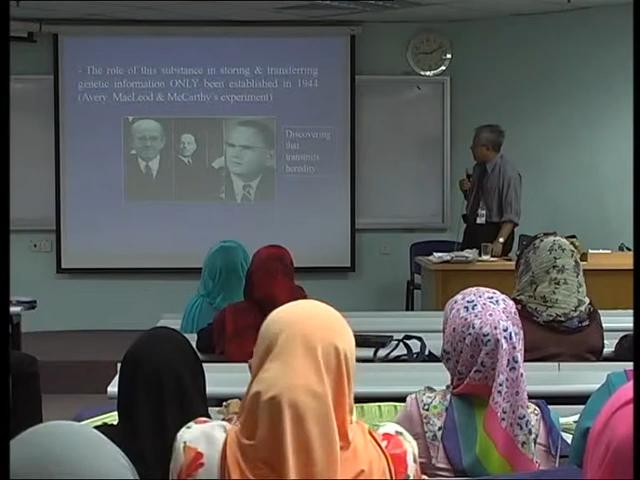 - The role of this substance in storing & transferring
genetic information ONLY been established in 1944
(Avery, MacLeod & McCarthy's experiment)
Discovering
that
transmits
heredity